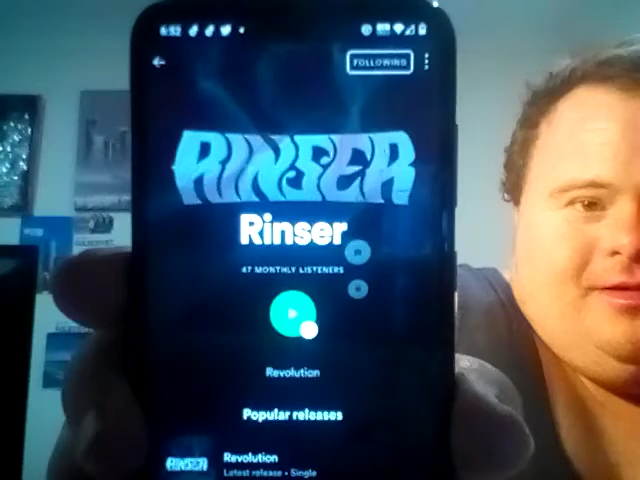 6:52
FOLLOWING
RINSER
Rinser
47 MONTHLY LISTENERS
Revolution
Popular releases
RINSER
Revolution
Latest release • Single